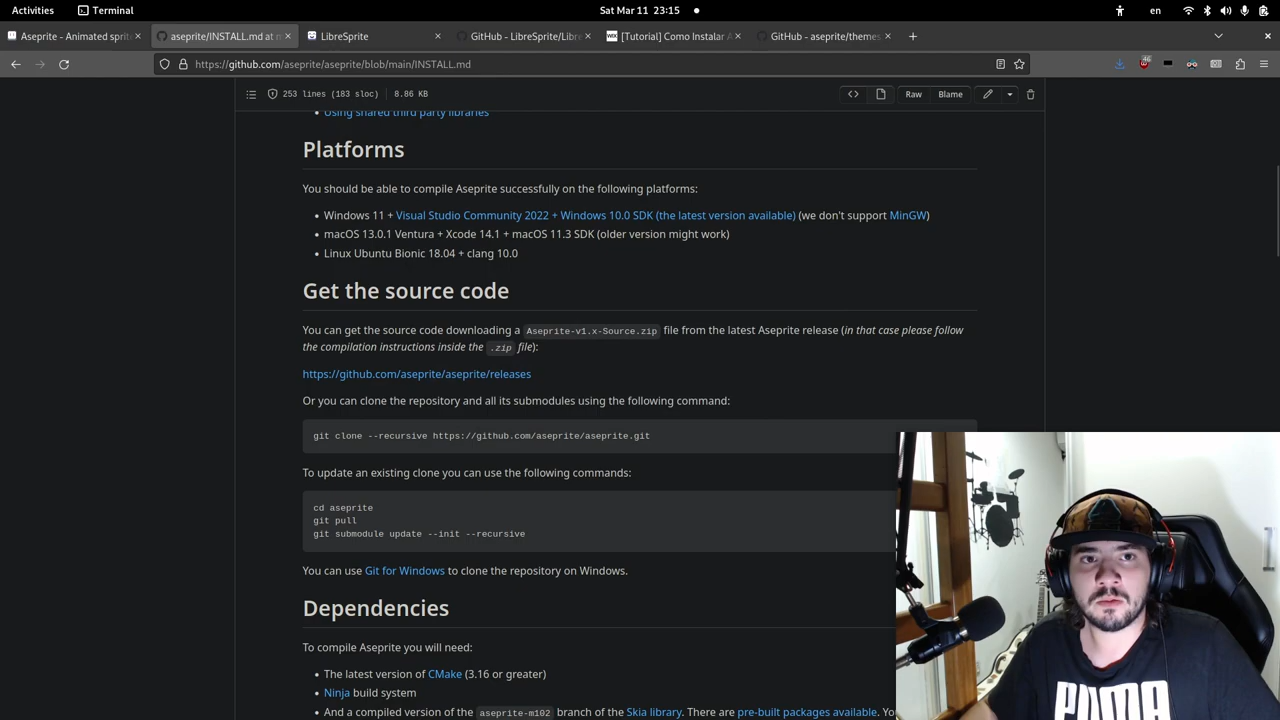 Activities
Terminal
Sat Mar 11 23:15
en
Aseprite - Animated sprit
aseprite/INSTALL.md at m
LibreSprite
GitHub - LibreSprite/Libre
[Tutorial] Como Instalar A
GitHub - aseprite/themes
https://github.com/aseprite/aseprite/blob/main/INSTALL.md
46
253 lines (183 sloc)
8.86 KB
Raw
Blame
• Using shared third party libraries
Platforms
You should be able to compile Aseprite successfully on the following platforms:
• Windows 11 + Visual Studio Community 2022 + Windows 10.0 SDK (the latest version available) (we don't support MinGW)
• macOS 13.0.1 Ventura + Xcode 14.1 + macOS 11.3 SDK (older version might work)
• Linux Ubuntu Bionic 18.04 + clang 10.0
Get the source code
You can get the source code downloading a Aseprite-v1.x-Source.zip file from the latest Aseprite release (in that case please follow
the compilation instructions inside the .zip file):
https://github.com/aseprite/aseprite/releases
Or you can clone the repository and all its submodules using the following command:
git clone --recursive https://github.com/aseprite/aseprite.git
To update an existing clone you can use the following commands:
cd aseprite
git pull
git submodule update --init --recursive
You can use Git for Windows to clone the repository on Windows.
Dependencies
To compile Aseprite you will need:
• The latest version of CMake (3.16 or greater)
• Ninja build system
• And a compiled version of the aseprite-m102 branch of the Skia library. There are pre-built packages available.
PUMA